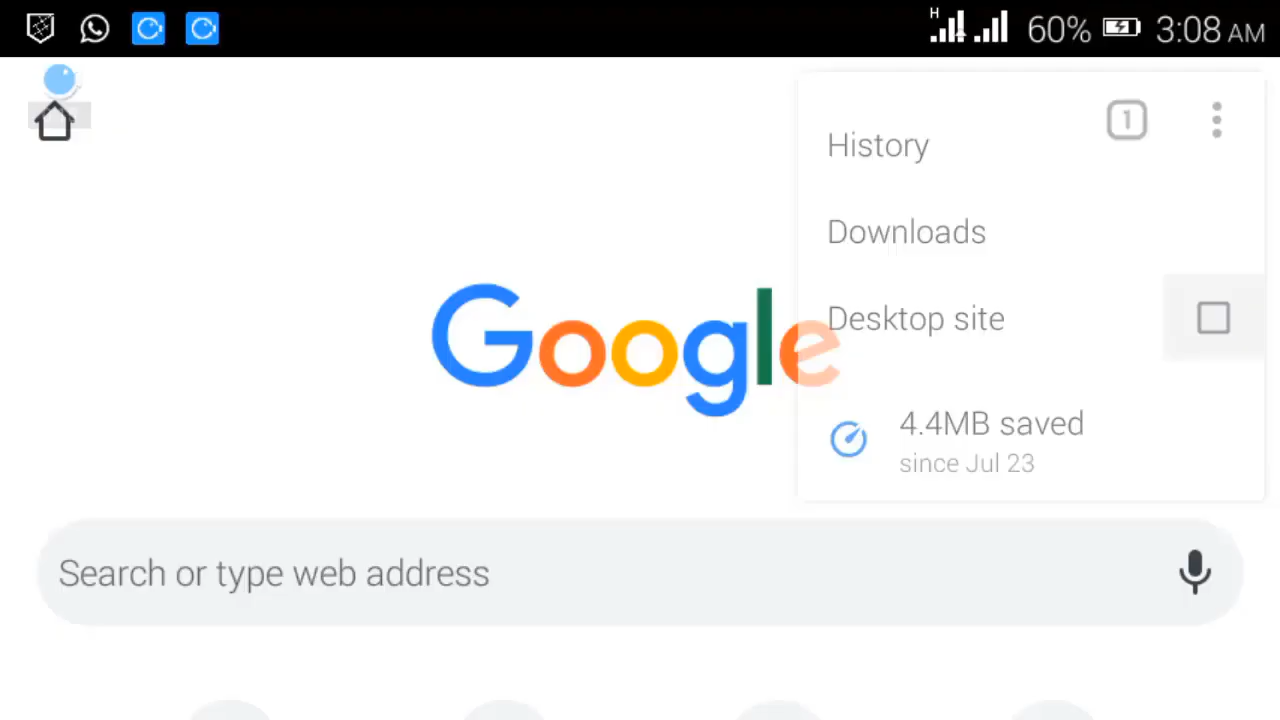 H
60% 3:08 AM
1
History
Downloads
Desktop site
Google
4.4MB saved
since Jul 23
Search or type web address